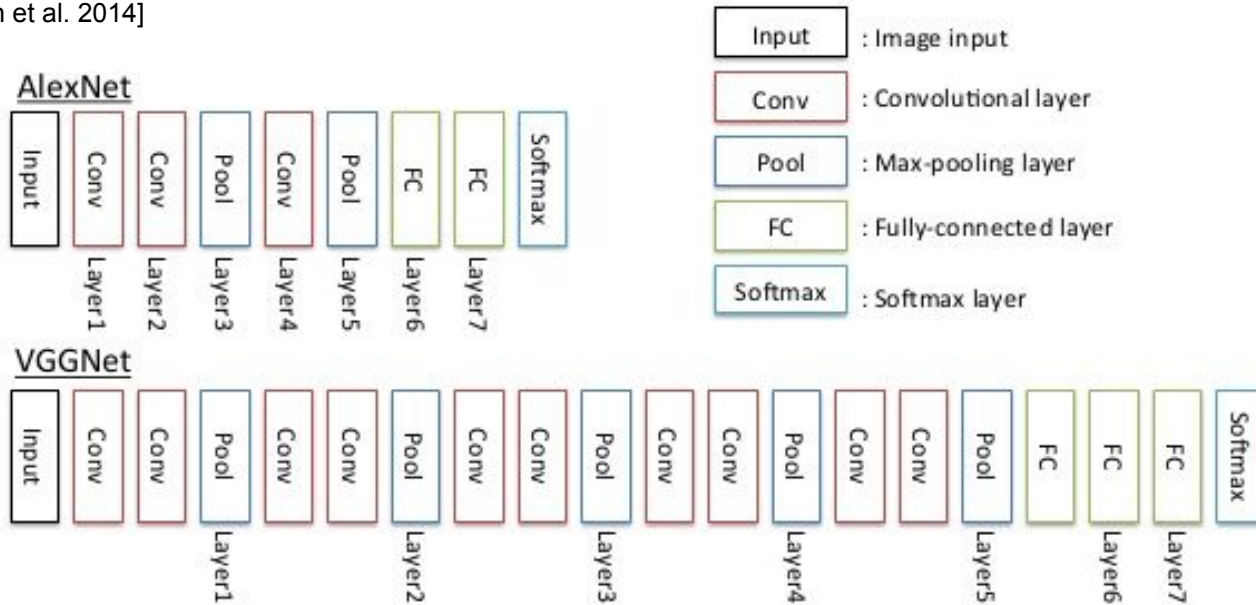 et al. 2014]
Input : Image input
Conv : Convolutional layer
Pool : Max-pooling layer
FC : Fully-connected layer
Softmax : Softmax layer
AlexNet
Input Conv Conv Pool Conv Pool FC FC Softmax
Layer1 Layer2 Layer3 Layer4 Layer5 Layer6 Layer7
VGGNet
Input Conv Conv Pool Conv Conv Pool Conv Conv Pool Conv Conv Pool Conv Conv Pool FC FC FC Softmax
Layer1 Layer2 Layer3 Layer4 Layer5 Layer6 Layer7